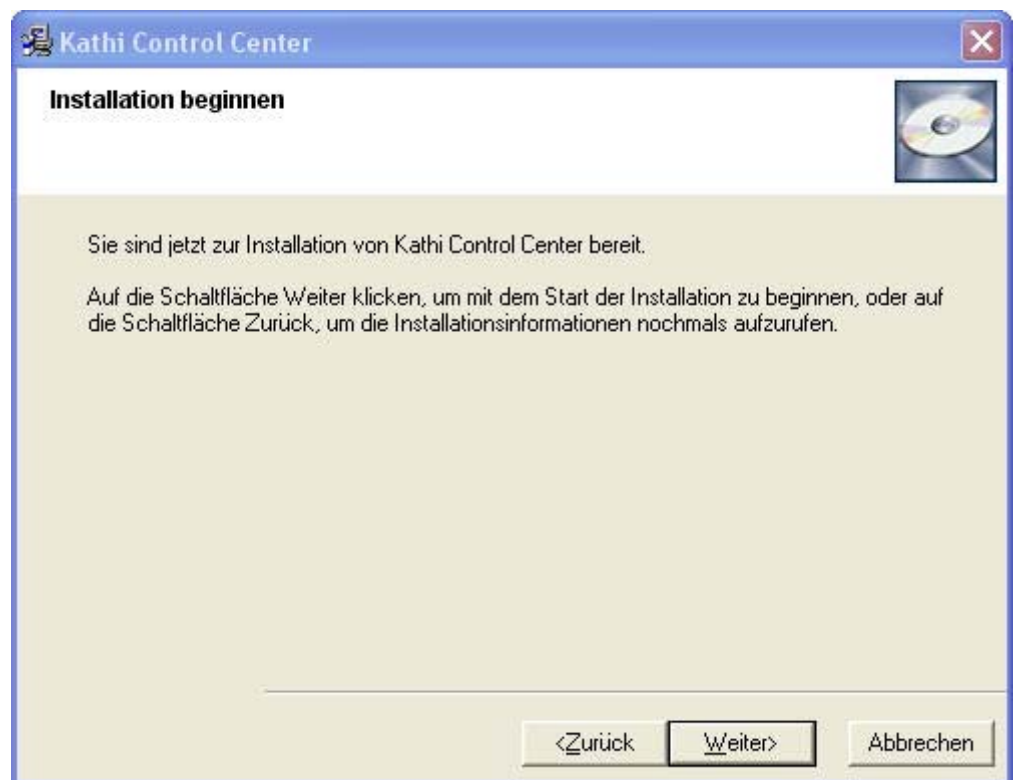 Kathi Control Center
Installation beginnen
Sie sind jetzt zur Installation von Kathi Control Center bereit.
Auf die Schaltfläche Weiter klicken, um mit dem Start der Installation zu beginnen, oder auf
die Schaltfläche Zurück, um die Installationsinformationen nochmals aufzurufen.
<Zurück
Weiter>
Abbrechen